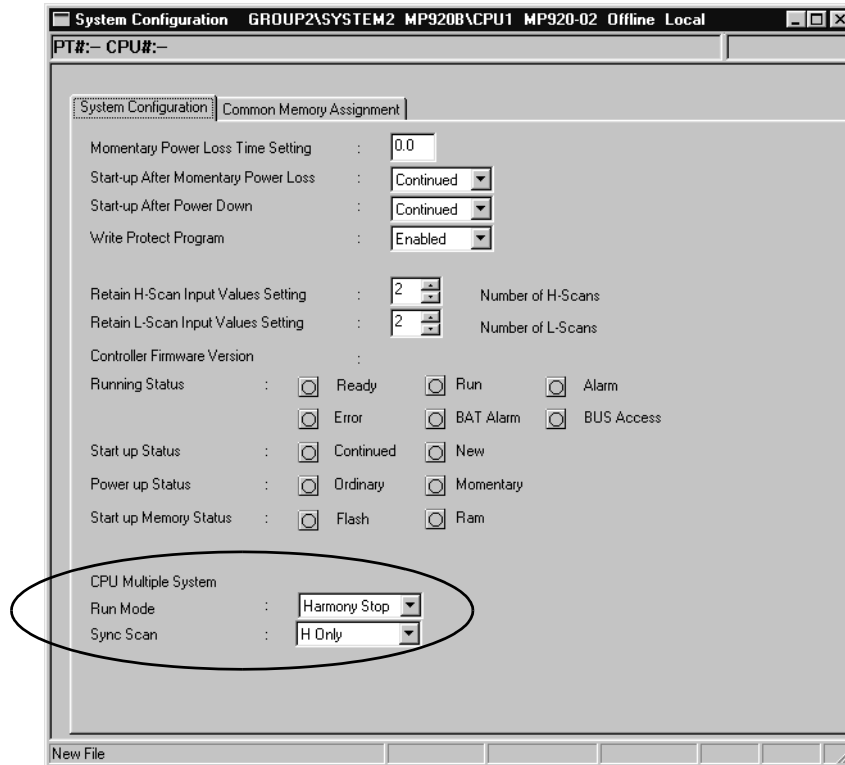 System Configuration GROUP2\SYSTEM2 MP920B\CPU1 MP920-02 Offline Local
PT#:– CPU#:–
System Configuration Common Memory Assignment
Momentary Power Loss Time Setting : 0.0
Start-up After Momentary Power Loss : Continued
Start-up After Power Down : Continued
Write Protect Program : Enabled
Retain H-Scan Input Values Setting : 2 Number of H-Scans
Retain L-Scan Input Values Setting : 2 Number of L-Scans
Controller Firmware Version :
Running Status : Ready Run Alarm
Error BAT Alarm BUS Access
Start up Status : Continued New
Power up Status : Ordinary Momentary
Start up Memory Status : Flash Ram
CPU Multiple System
Run Mode : Harmony Stop
Sync Scan : H Only
New File